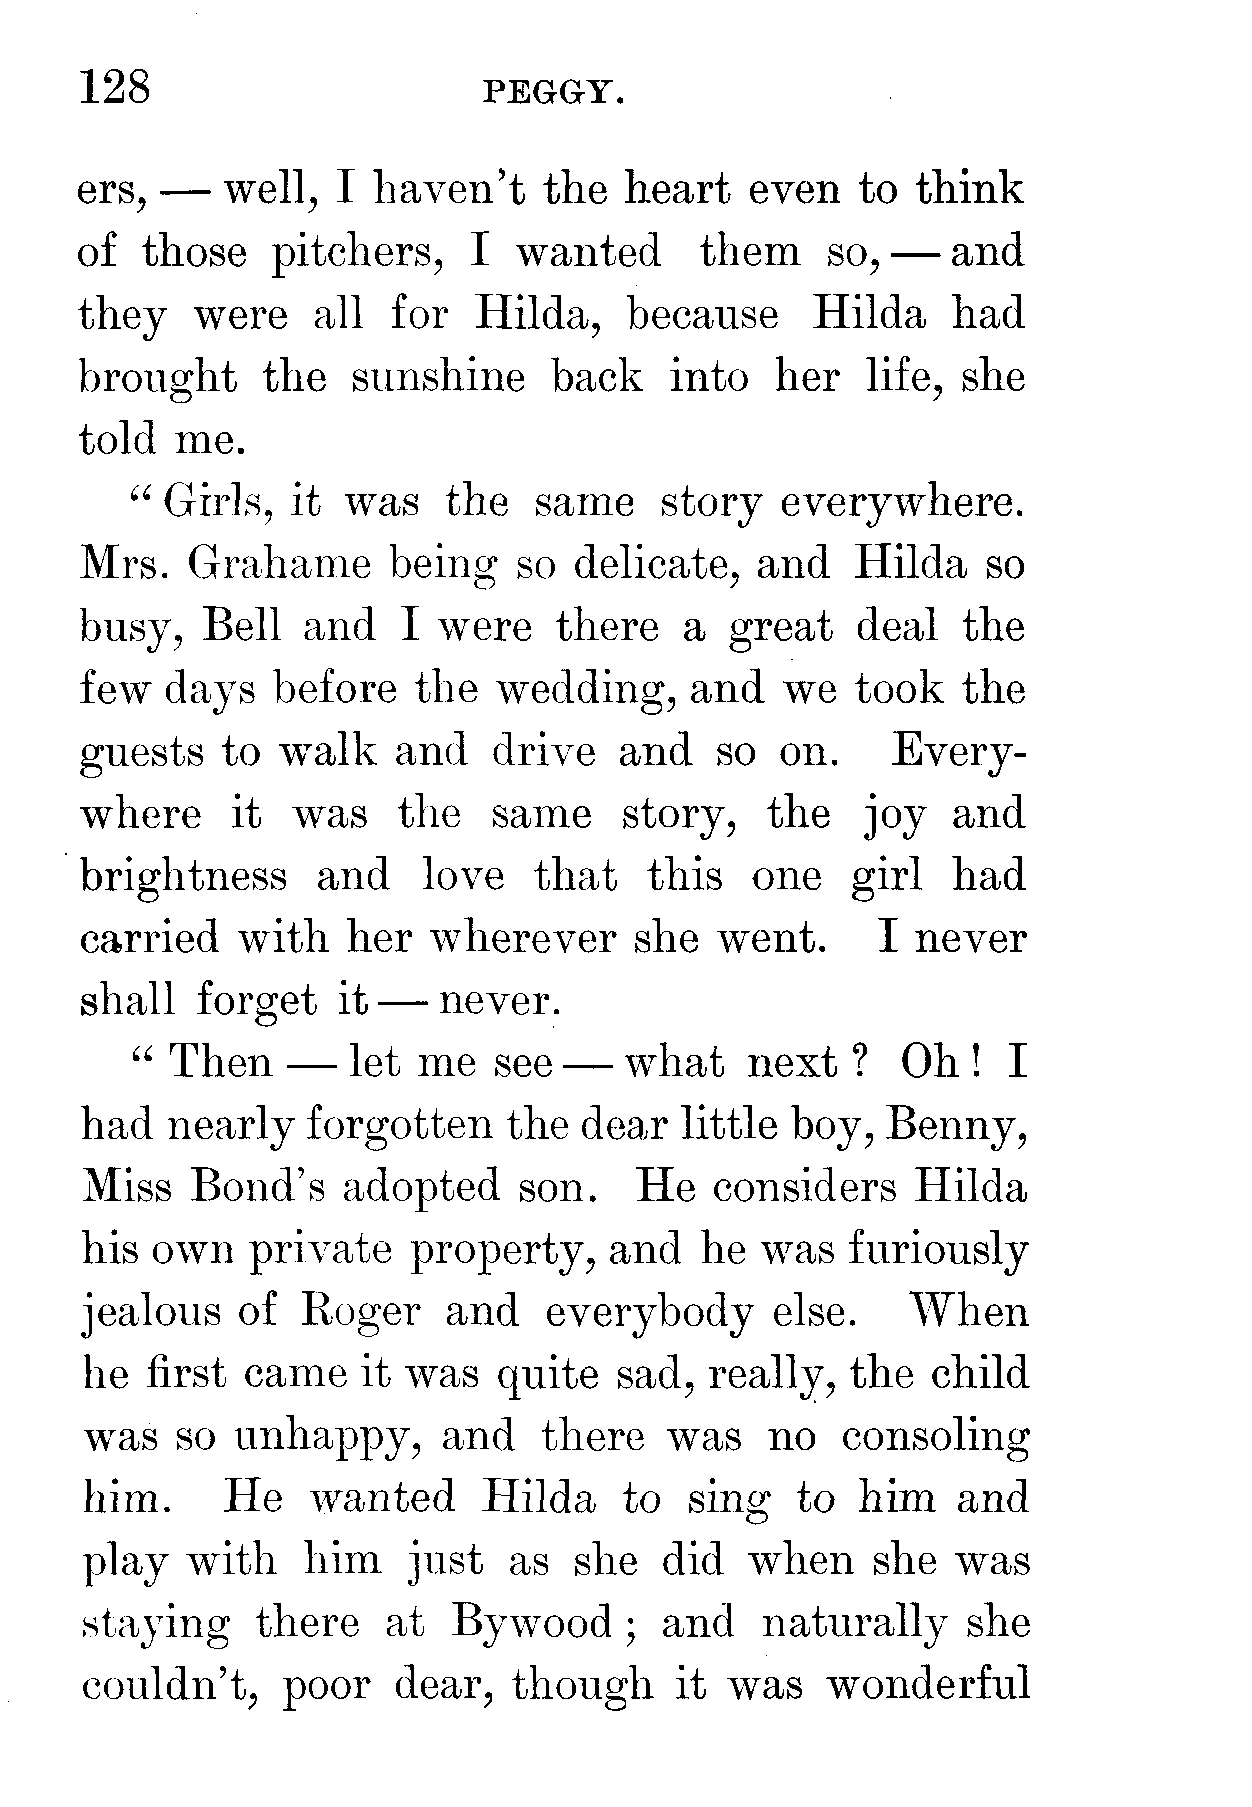 128 PEGGY.
ers, — well, I haven't the heart even to think
of those pitchers, I wanted them so, — and
they were all for Hilda, because Hilda had
brought the sunshine back into her life, she
told me.
“Girls, it was the same story everywhere.
Mrs. Grahame being so delicate, and Hilda so
busy, Bell and I were there a great deal the
few days before the wedding, and we took the
guests to walk and drive and so on. Every-
where it was the same story, the joy and
brightness and love that this one girl had
carried with her wherever she went. I never
shall forget it — never.
“Then — let me see — what next? Oh! I
had nearly forgotten the dear little boy, Benny,
Miss Bond's adopted son. He considers Hilda
his own private property, and he was furiously
jealous of Roger and everybody else. When
he first came it was quite sad, really, the child
was so unhappy, and there was no consoling
him. He wanted Hilda to sing to him and
play with him just as she did when she was
staying there at Bywood; and naturally she
couldn't, poor dear, though it was wonderful